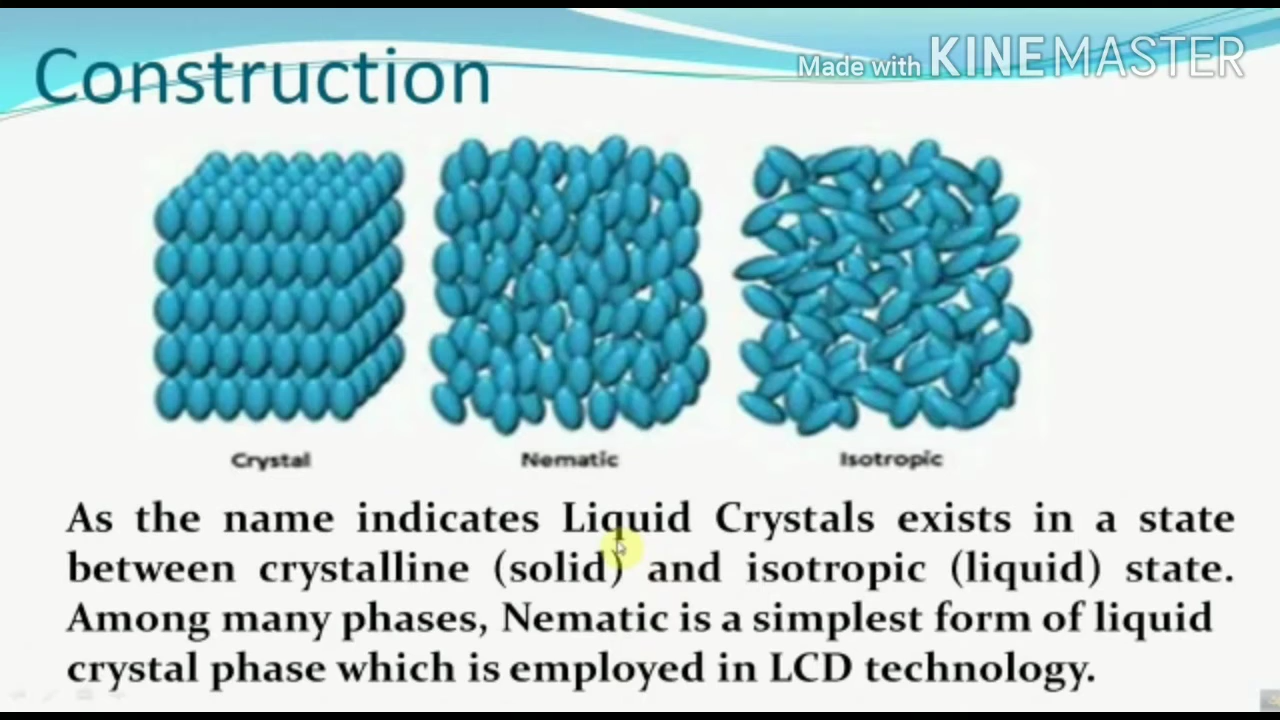 Construction
Made with KINEMASTER
Crystal
Nematic
Isotropic
As the name indicates Liquid Crystals exists in a state
between crystalline (solid) and isotropic (liquid) state.
Among many phases, Nematic is a simplest form of liquid
crystal phase which is employed in LCD technology.